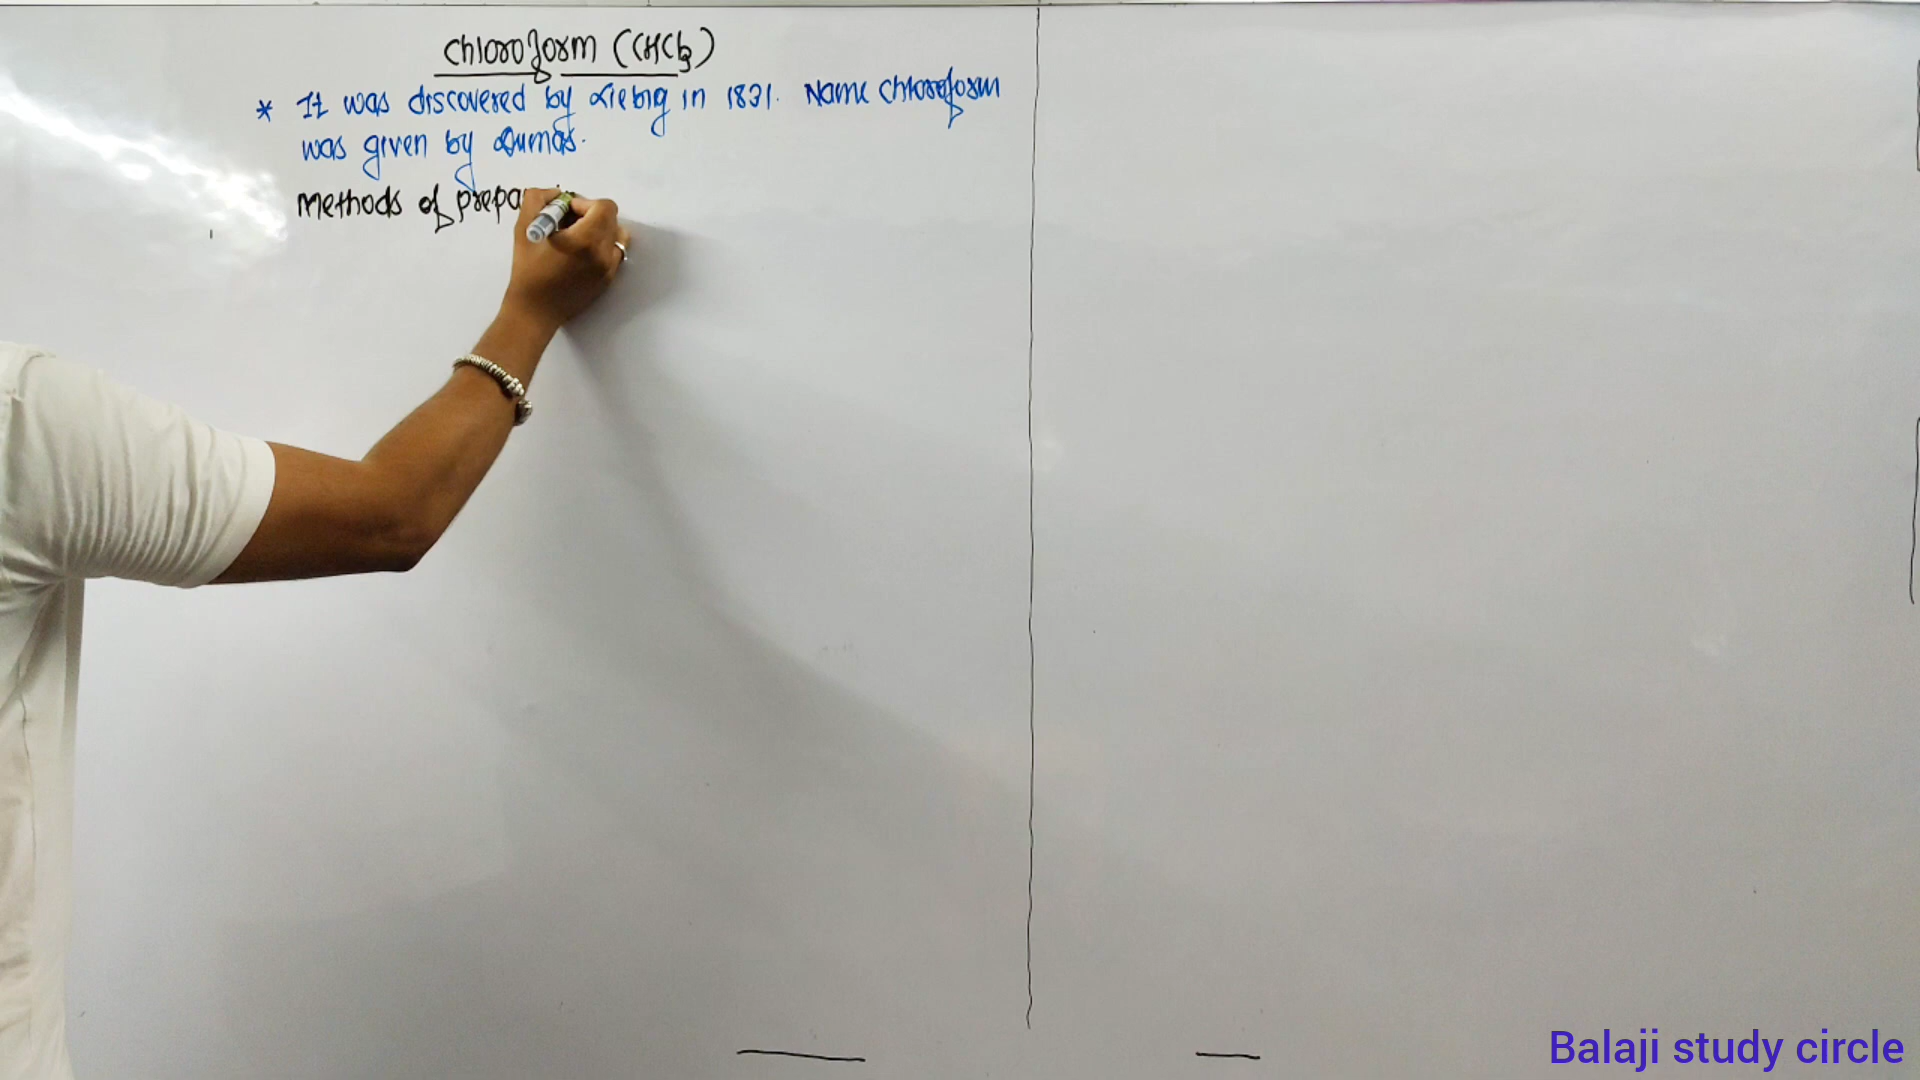 Chloroform (CHCl3)
* It was discovered by Liebig in 1831. Name Chloroform
was given by Dumas.
methods of prepa
Balaji study circle